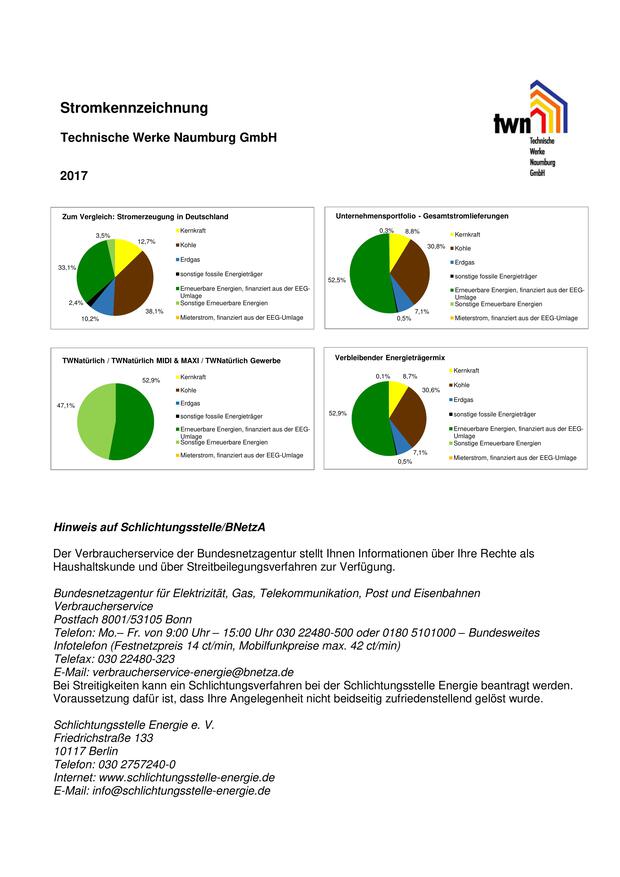 Stromkennzeichnung
Technische Werke Naumburg GmbH
2017
twn
Technische
Werke
Naumburg
GmbH
Zum Vergleich: Stromerzeugung in Deutschland
3,5%
12,7%
33,1%
2,4%
10,2%
38,1%
Kernkraft
Kohle
Erdgas
sonstige fossile Energieträger
Erneuerbare Energien, finanziert aus der EEG-
Umlage
Sonstige Erneuerbare Energien
Mieterstrom, finanziert aus der EEG-Umlage
Unternehmensportfolio - Gesamtstromlieferungen
0,3%
8,8%
30,8%
52,5%
7,1%
0,5%
Kernkraft
Kohle
Erdgas
sonstige fossile Energieträger
Erneuerbare Energien, finanziert aus der EEG-
Umlage
Sonstige Erneuerbare Energien
Mieterstrom, finanziert aus der EEG-Umlage
TWNatürlich / TWNatürlich MIDI & MAXI / TWNatürlich Gewerbe
52,9%
47,1%
Kernkraft
Kohle
Erdgas
sonstige fossile Energieträger
Erneuerbare Energien, finanziert aus der EEG-
Umlage
Sonstige Erneuerbare Energien
Mieterstrom, finanziert aus der EEG-Umlage
Verbleibender Energieträgermix
0,1%
8,7%
30,6%
52,9%
7,1%
0,5%
Kernkraft
Kohle
Erdgas
sonstige fossile Energieträger
Erneuerbare Energien, finanziert aus der EEG-
Umlage
Sonstige Erneuerbare Energien
Mieterstrom, finanziert aus der EEG-Umlage
Hinweis auf Schlichtungsstelle/BNetzA
Der Verbraucherservice der Bundesnetzagentur stellt Ihnen Informationen über Ihre Rechte als
Haushaltskunde und über Streitbeilegungsverfahren zur Verfügung.
Bundesnetzagentur für Elektrizität, Gas, Telekommunikation, Post und Eisenbahnen
Verbraucherservice
Postfach 8001/53105 Bonn
Telefon: Mo.– Fr. von 9:00 Uhr – 15:00 Uhr 030 22480-500 oder 0180 5101000 – Bundesweites
Infotelefon (Festnetzpreis 14 ct/min, Mobilfunkpreise max. 42 ct/min)
Telefax: 030 22480-323
E-Mail: verbraucherservice-energie@bnetza.de
Bei Streitigkeiten kann ein Schlichtungsverfahren bei der Schlichtungsstelle Energie beantragt werden.
Voraussetzung dafür ist, dass Ihre Angelegenheit nicht beidseitig zufriedenstellend gelöst wurde.
Schlichtungsstelle Energie e. V.
Friedrichstraße 133
10117 Berlin
Telefon: 030 2757240-0
Internet: www.schlichtungsstelle-energie.de
E-Mail: info@schlichtungsstelle-energie.de